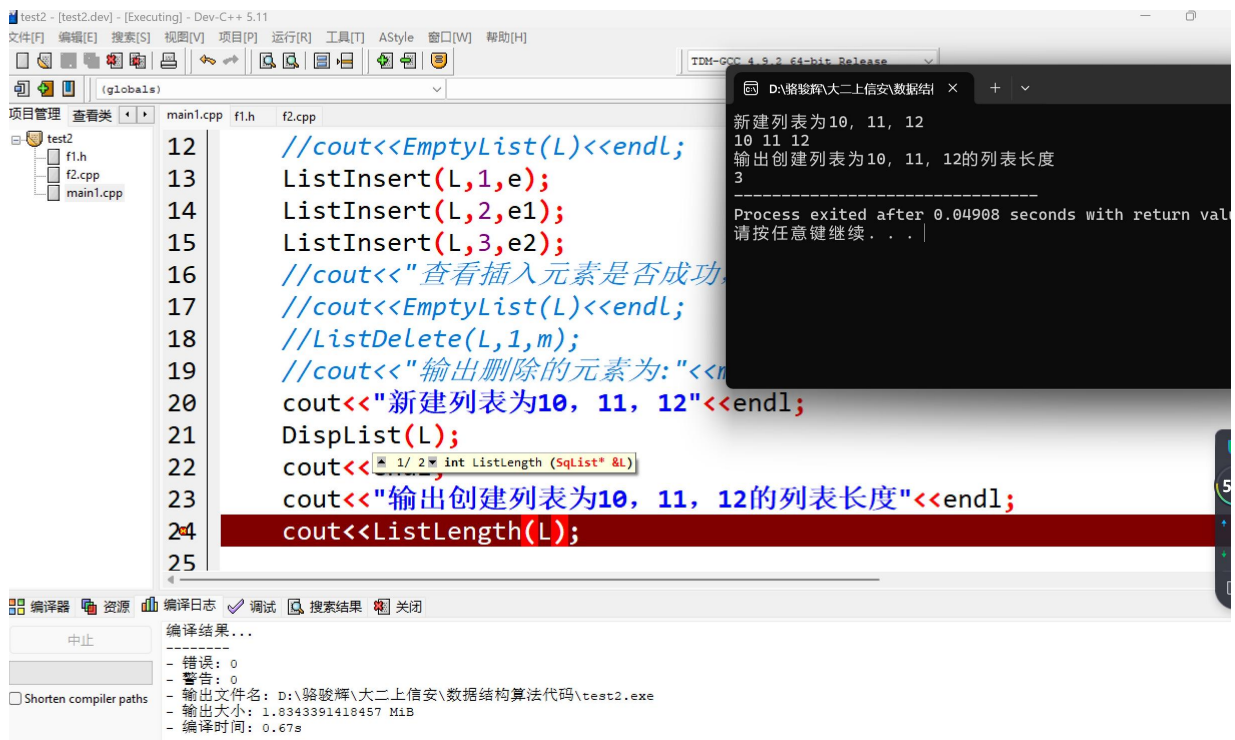 test2 - [test2.dev] - [Executing] - Dev-C++ 5.11
文件[F] 编辑[E] 搜索[S] 视图[V] 项目[P] 运行[R] 工具[T] AStyle 窗口[W] 帮助[H]
TDM-GCC 4.9.2 64-bit Release
(globals)
项目管理 查看类
test2
f1.h
f2.cpp
main1.cpp
main1.cpp f1.h f2.cpp
12 //cout<<EmptyList(L)<<endl;
13 ListInsert(L,1,e);
14 ListInsert(L,2,e1);
15 ListInsert(L,3,e2);
16 //cout<<"查看插入元素是否成功,
17 //cout<<EmptyList(L)<<endl;
18 //ListDelete(L,1,m);
19 //cout<<"输出删除的元素为:"<<m
20 cout<<"新建列表为10, 11, 12"<<endl;
21 DispList(L);
1/ 2 int ListLength (SqList* &L)
22 cout<<endl;
23 cout<<"输出创建列表为10, 11, 12的列表长度"<<endl;
24 cout<<ListLength(L);
25
D:\骆骏辉\大二上信安\数据结
新建列表为10, 11, 12
10 11 12
输出创建列表为10, 11, 12的列表长度
3
--------------------------------
Process exited after 0.04908 seconds with return val
请按任意键继续. . .
5
编译器 资源 编译日志 调试 搜索结果 关闭
中止
Shorten compiler paths
编译结果...
--------
- 错误: 0
- 警告: 0
- 输出文件名: D:\骆骏辉\大二上信安\数据结构算法代码\test2.exe
- 输出大小: 1.8343391418457 MiB
- 编译时间: 0.67s